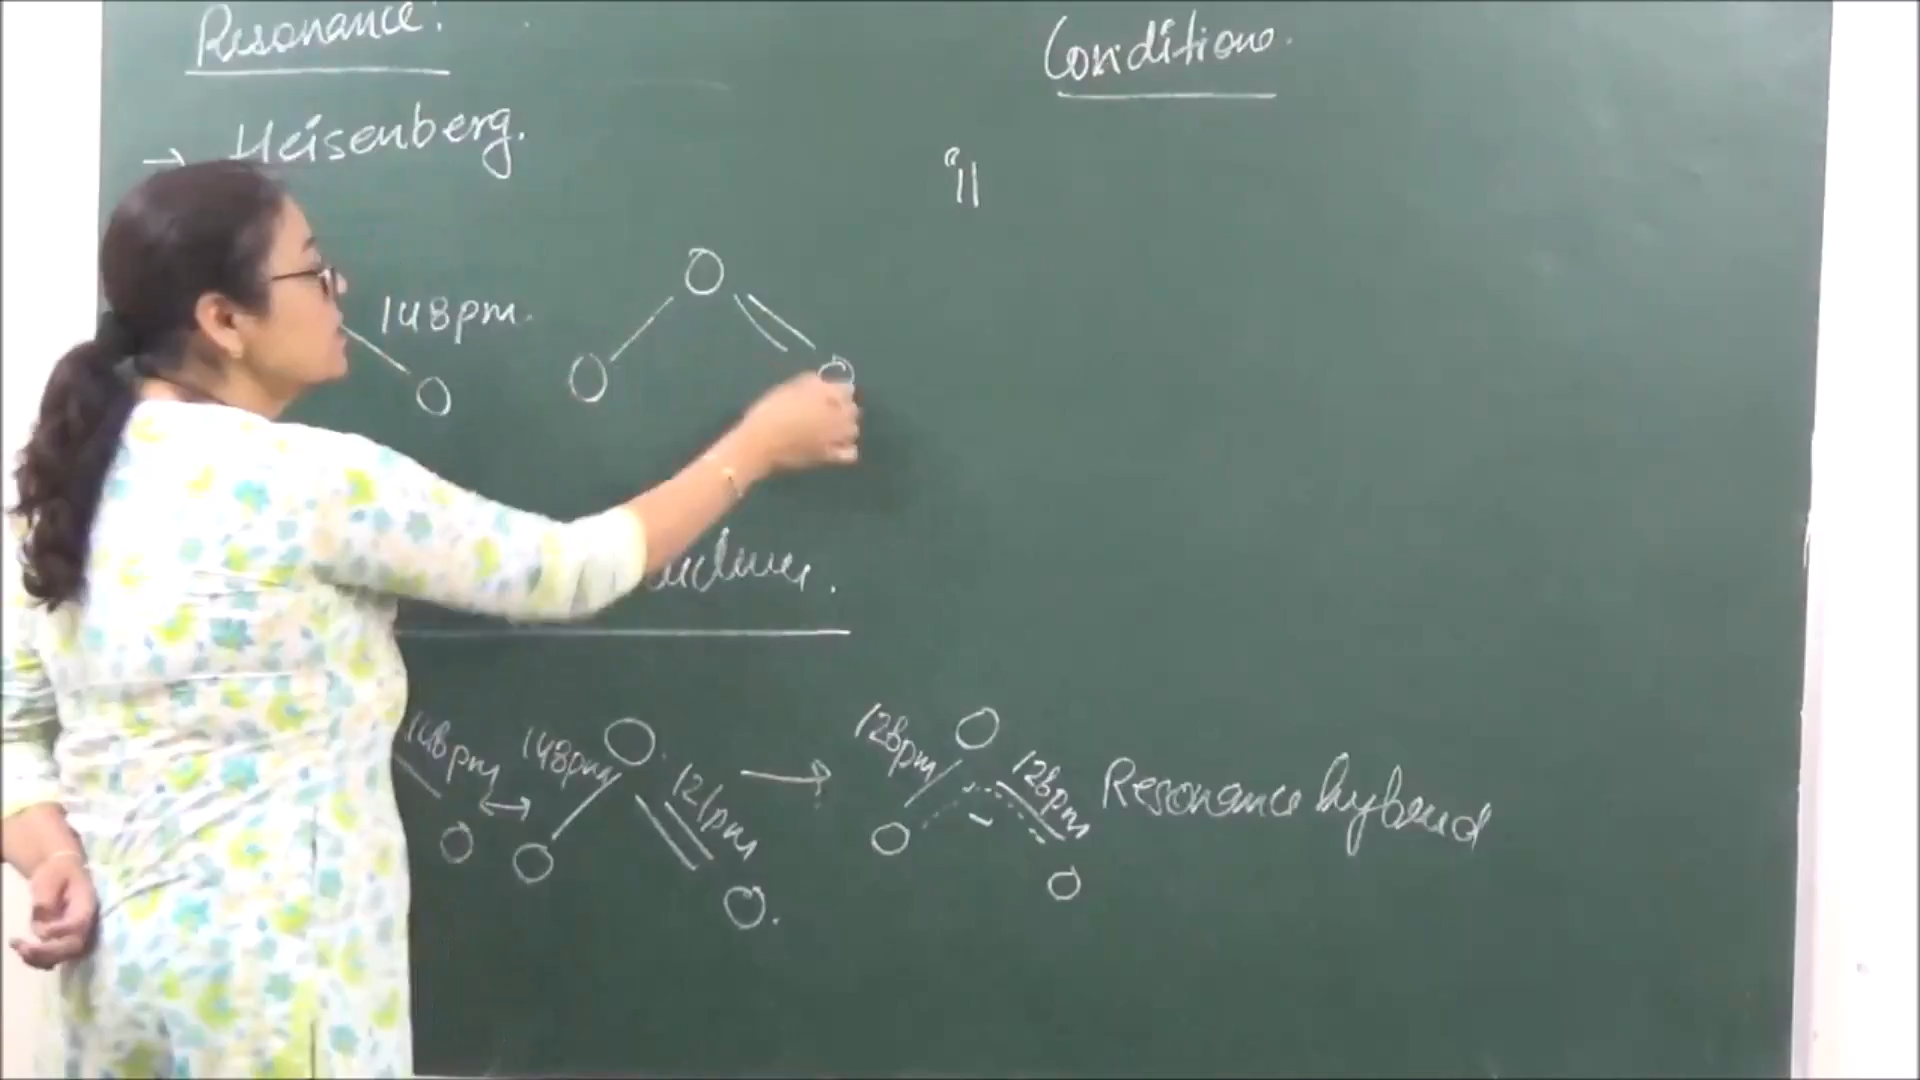 Resonance:
Conditions.
→ Heisenberg.
i)
148pm.
O
O
O
O
148pm
148pm
O
121pm
→
128pm
O
128pm
Resonance hybrid
↔
O
O
O
O.
O